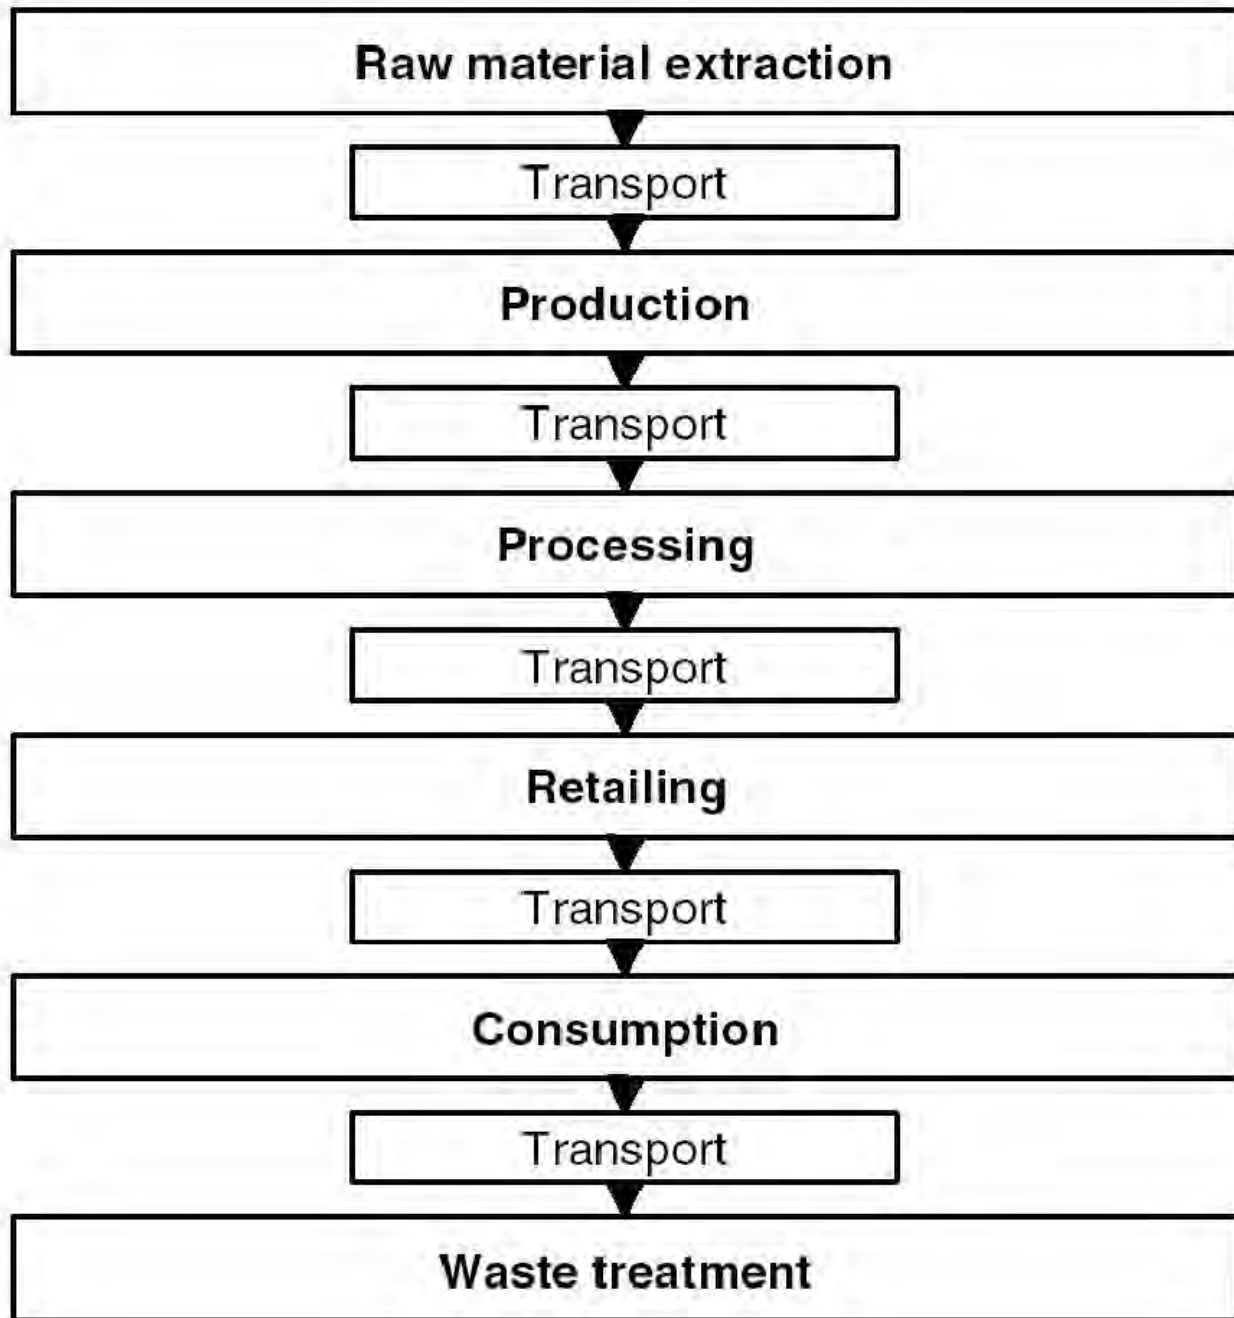 Raw material extraction
Transport
Production
Transport
Processing
Transport
Retailing
Transport
Consumption
Transport
Waste treatment